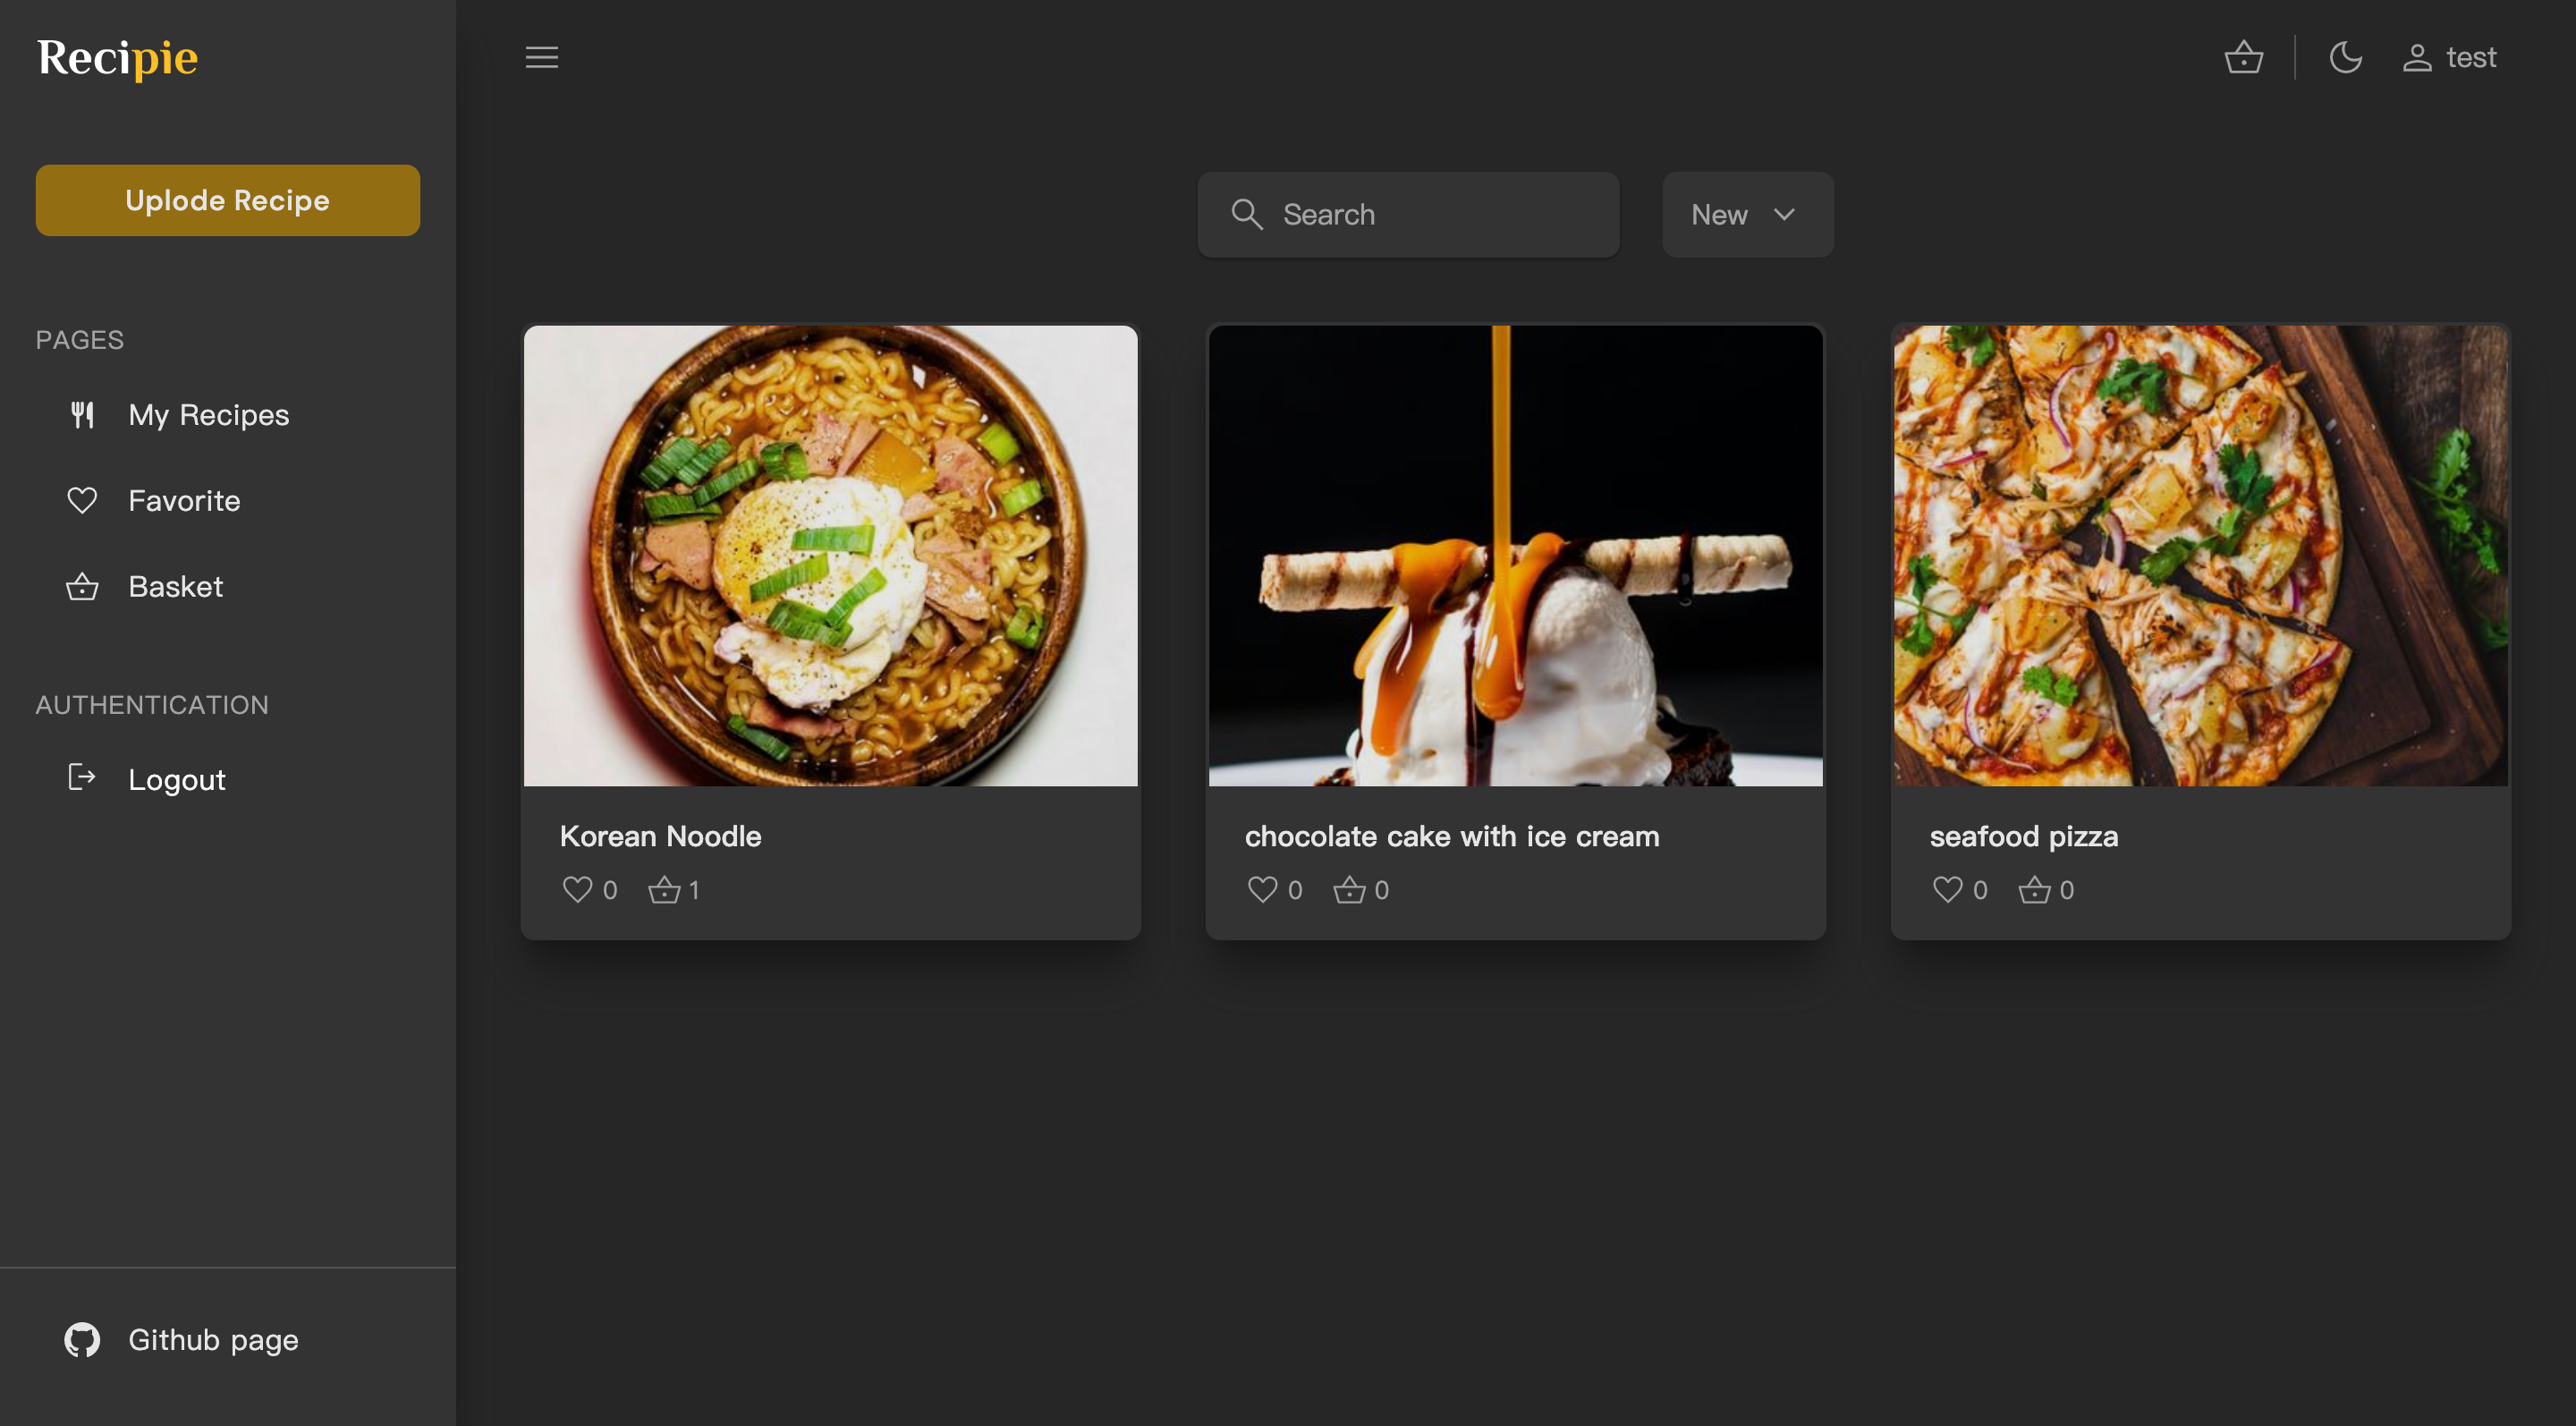 Recipie
test
Uplode Recipe
Search
New
PAGES
My Recipes
Favorite
Basket
AUTHENTICATION
Logout
Korean Noodle
0 1
chocolate cake with ice cream
0 0
seafood pizza
0 0
Github page